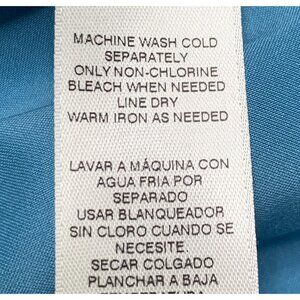 MACHINE WASH COLD
SEPARATELY
ONLY NON-CHLORINE
BLEACH WHEN NEEDED
LINE DRY
WARM IRON AS NEEDED
LAVAR A MÁQUINA CON
AGUA FRIA POR
SEPARADO
USAR BLANQUEADOR
SIN CLORO CUANDO SE
NECESITE.
SECAR COLGADO
PLANCHAR A BAJA